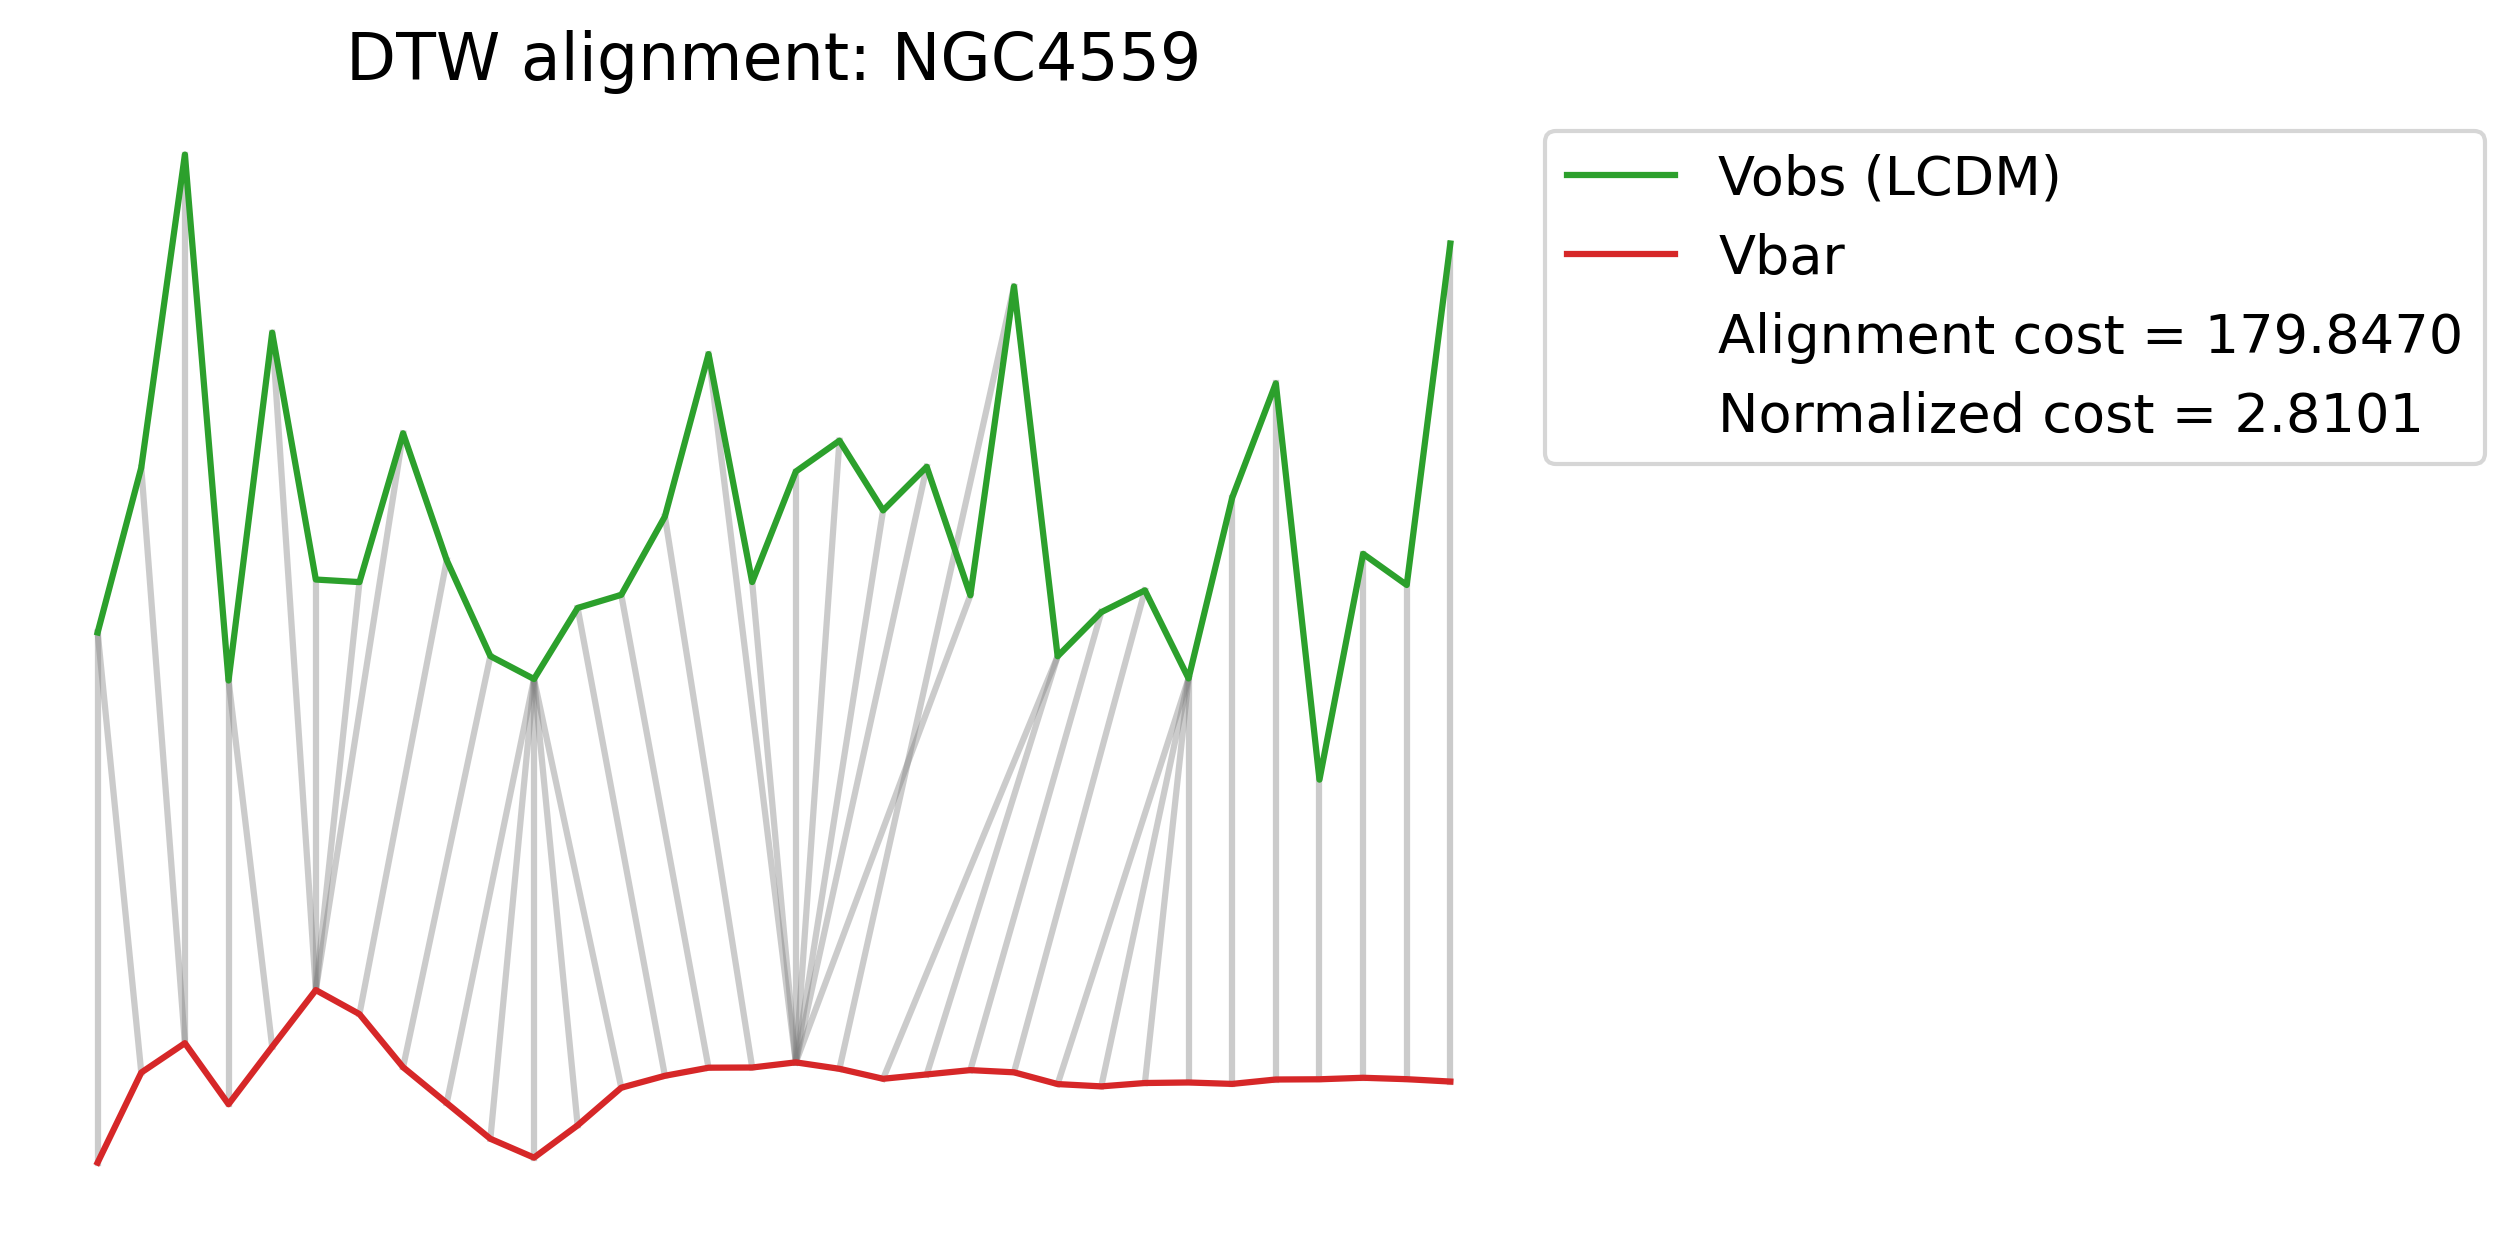 DTW alignment: NGC4559
Vobs (LCDM)
Vbar
Alignment cost = 179.8470
Normalized cost = 2.8101